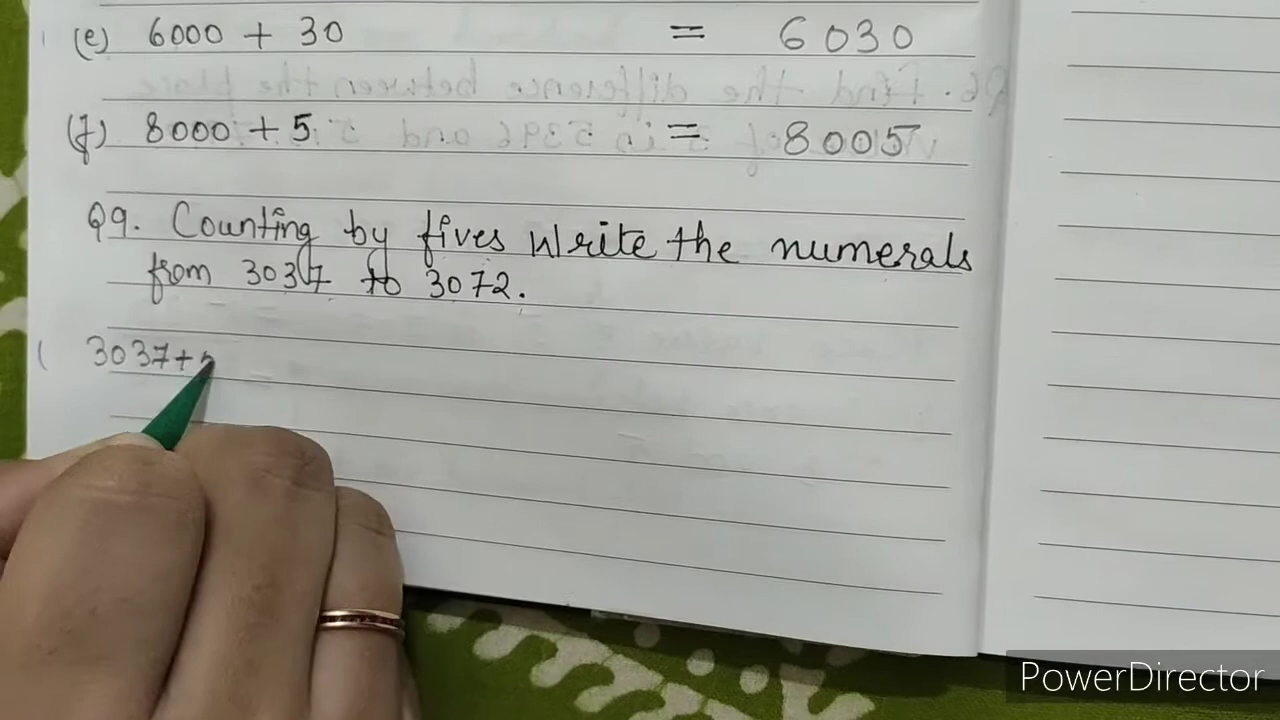 (e) 6000 + 30 = 6030
(f) 8000 + 5 = 8005
Q9. Counting by fives Write the numerals
from 3037 to 3072.
3037+
PowerDirector